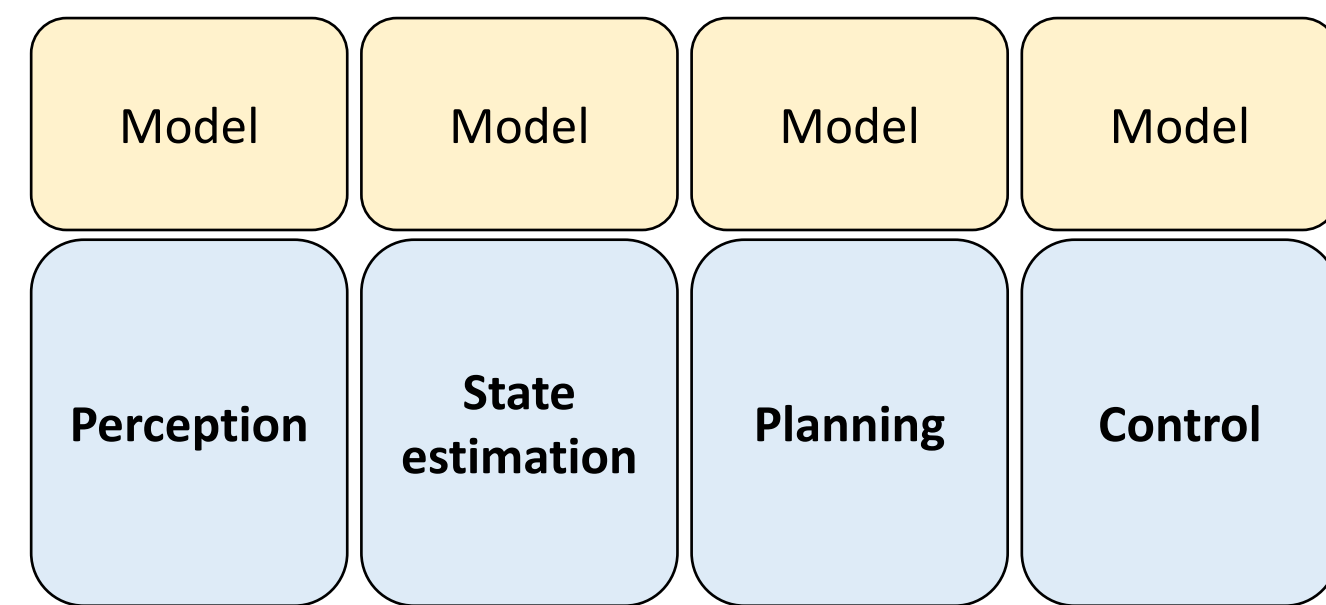 Model
Model
Model
Model
Perception
State
estimation
Planning
Control